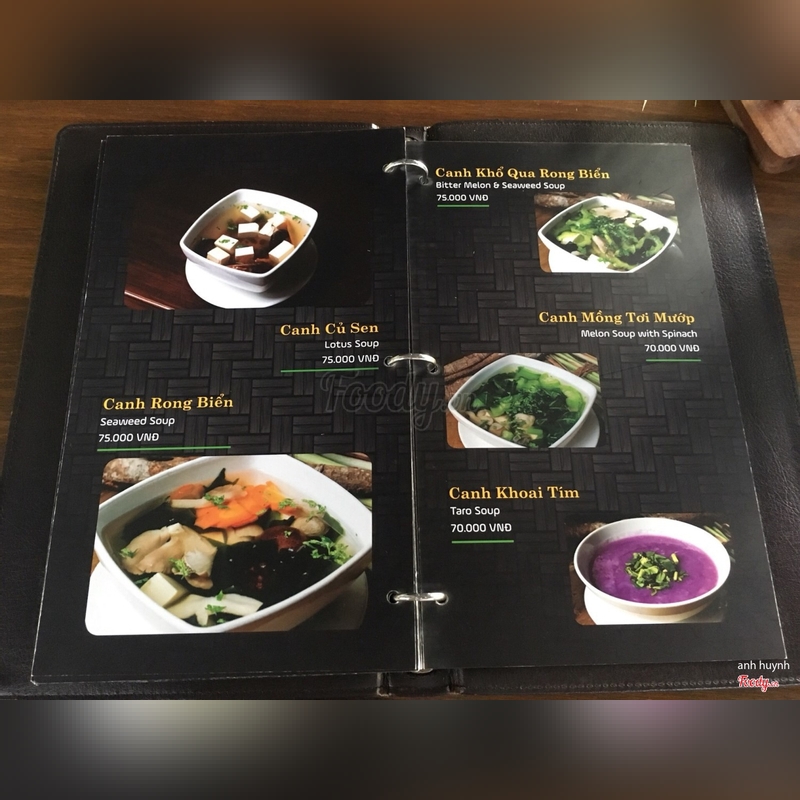 Canh Củ Sen
Lotus Soup
75.000 VNĐ
Canh Rong Biển
Seaweed Soup
75.000 VNĐ
Canh Khổ Qua Rong Biển
Bitter Melon & Seaweed Soup
75.000 VNĐ
Canh Mồng Tơi Mướp
Melon Soup with Spinach
70.000 VNĐ
Canh Khoai Tím
Taro Soup
70.000 VNĐ
Foody.vn
anh huynh
Foody.vn